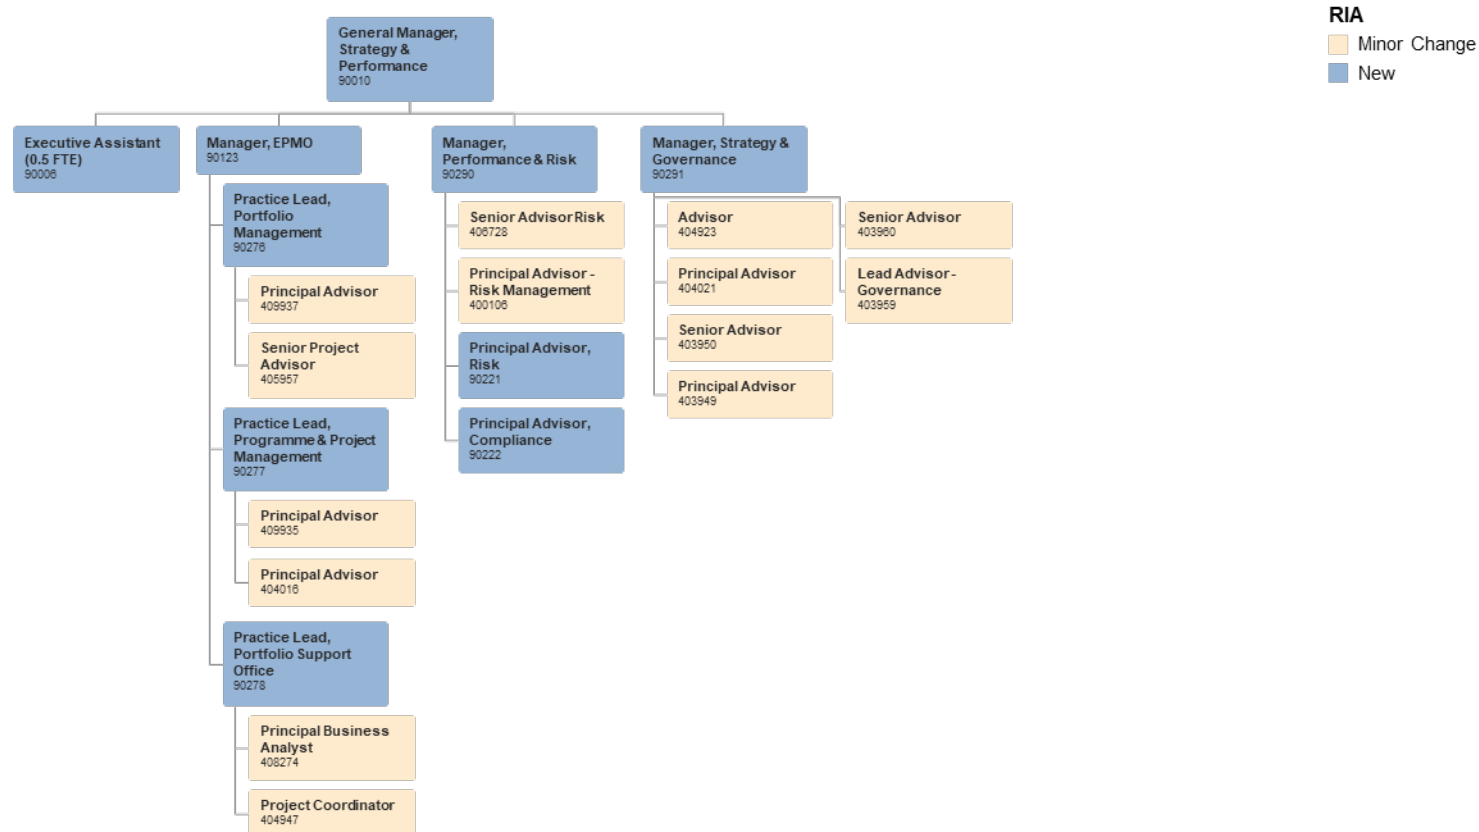 RIA
Minor Change
New
General Manager,
Strategy &
Performance
90010
Executive Assistant
(0.5 FTE)
90006
Manager, EPMO
90123
Practice Lead,
Portfolio
Management
90276
Principal Advisor
409937
Senior Project
Advisor
405957
Practice Lead,
Programme & Project
Management
90277
Principal Advisor
409935
Principal Advisor
404016
Practice Lead,
Portfolio Support
Office
90278
Principal Business
Analyst
408274
Project Coordinator
404947
Manager,
Performance & Risk
90290
Senior Advisor Risk
406728
Principal Advisor -
Risk Management
400106
Principal Advisor,
Risk
90221
Principal Advisor,
Compliance
90222
Manager, Strategy &
Governance
90291
Advisor
404923
Principal Advisor
404021
Senior Advisor
403950
Principal Advisor
403949
Senior Advisor
403960
Lead Advisor -
Governance
403959